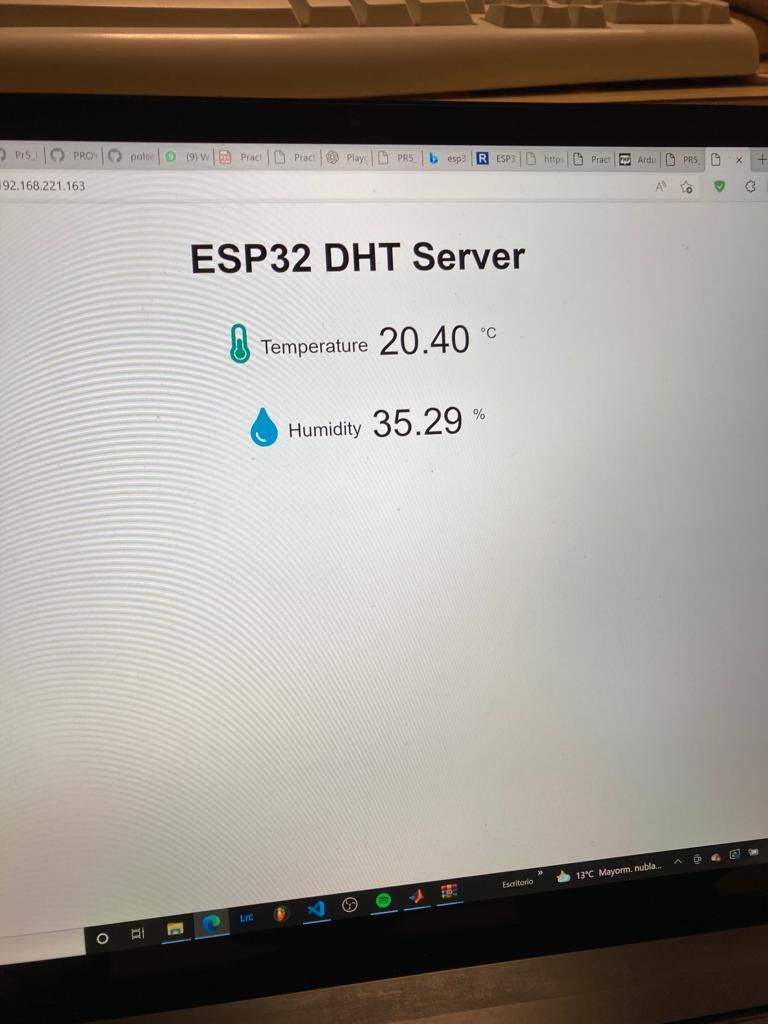 Pr5_ PRO polse (9) W Pract Pract Play PR5_ esp3 ESP3 http Pract Ardu PR5_
92.168.221.163
ESP32 DHT Server
Temperature 20.40 °C
Humidity 35.29 %
Escritorio » 13°C Mayorm. nubla...
Lrc